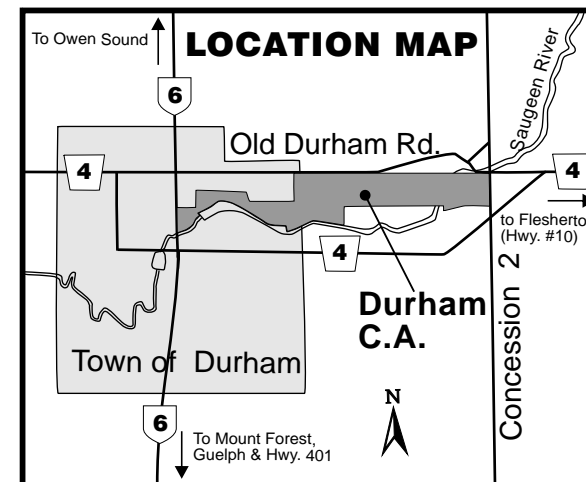 To Owen Sound
LOCATION MAP
6
Saugeen River
Old Durham Rd.
4
4
to Flesherto
(Hwy. #10)
4
Durham
C.A.
Concession 2
Town of Durham
N
6
To Mount Forest,
Guelph & Hwy. 401